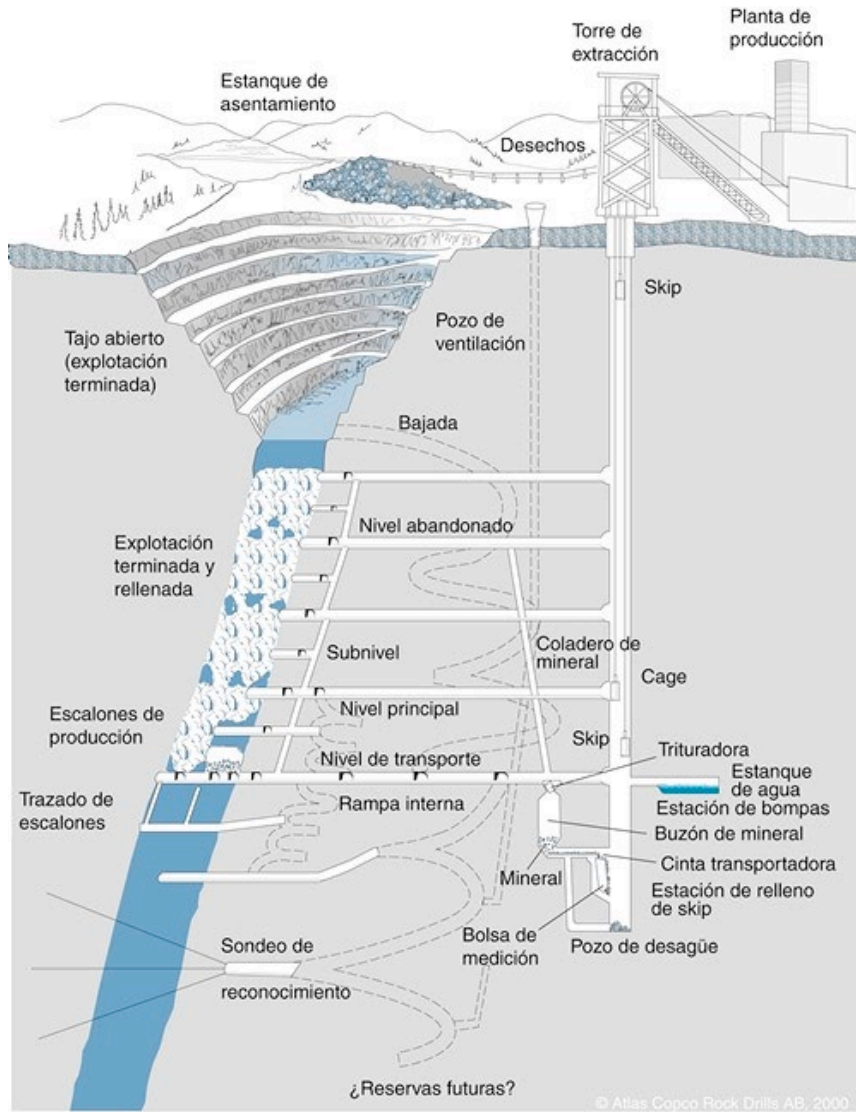 Planta de
producción
Torre de
extracción
Estanque de
asentamiento
Desechos
Skip
Tajo abierto
(explotación
terminada)
Pozo de
ventilación
Bajada
Nivel abandonado
Explotación
terminada y
rellenada
Subnivel
Coladero de
mineral
Cage
Nivel principal
Escalones de
producción
Skip
Nivel de transporte
Trituradora
Estanque
de agua
Rampa interna
Trazado de
escalones
Estación de bompas
Buzón de mineral
Cinta transportadora
Mineral
Estación de relleno
de skip
Bolsa de
medición
Pozo de desagüe
Sondeo de
reconocimiento
¿Reservas futuras?
© Atlas Copco Rock Drills AB, 2000